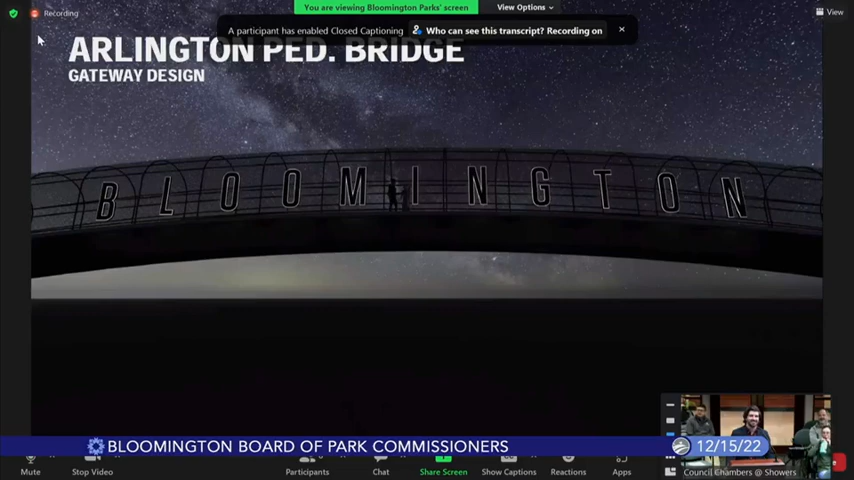 Recording
You are viewing Bloomington Parks' screen
View Options
View
A participant has enabled Closed Captioning
Who can see this transcript? Recording on
ARLINGTON PED. BRIDGE
GATEWAY DESIGN
BLOOMINGTON
BLOOMINGTON BOARD OF PARK COMMISSIONERS
12/15/22
Mute
Stop Video
Participants
Chat
Share Screen
Show Captions
Reactions
Apps
Council Chambers @ Showers